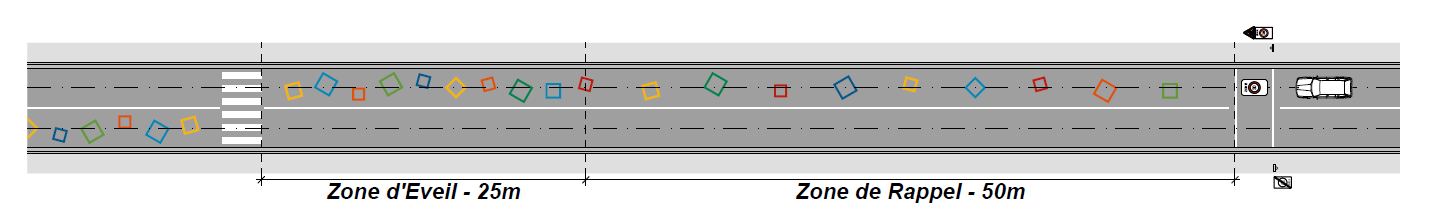 Zone d'Eveil - 25m
Zone de Rappel - 50m